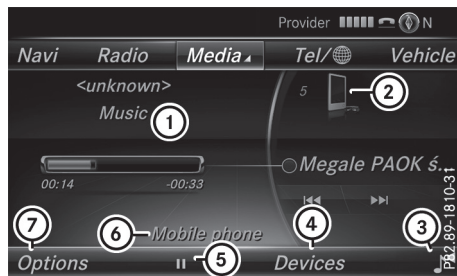 Provider N
Navi Radio Media Tel/ Vehicle
<unknown>
5 2
Music 1
Megale PAOK ś..
00:14 -00:33
7 6 Mobile phone 4 3
Options 5 Devices
P82.89-1810-31